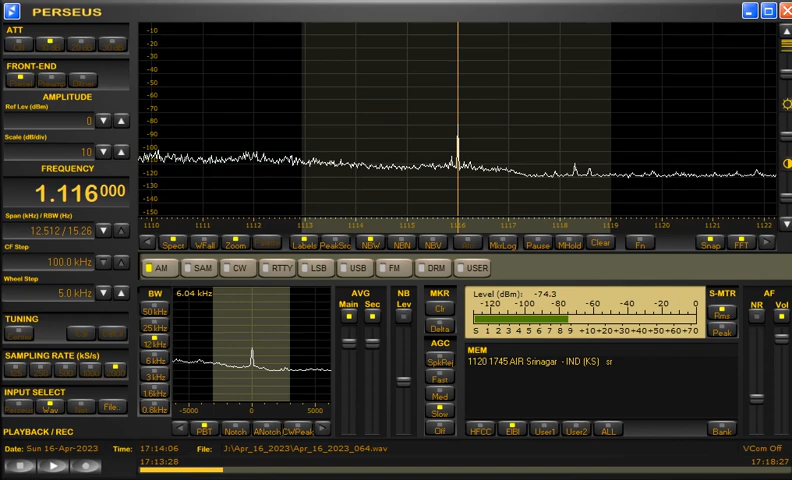 PERSEUS
ATT
FRONT-END
AMPLITUDE
Ref Lev (dBm)
0
Scale (dB/div)
10
FREQUENCY
1.116000
Span (kHz) / RBW (Hz)
12.512 / 15.26
CF Step
100.0 kHz
Wheel Step
5.0 kHz
TUNING
SAMPLING RATE (kS/s)
INPUT SELECT
Wav File..
-10
-20
-30
-40
-50
-60
-70
-80
-90
-100
-110
-120
-130
-140
-150
1110 1111 1112 1113 1114 1115 1116 1117 1118 1119 1120 1121 1122
Spect WFall Zoom Labels PeakSrc NBW NBN NBV MkrLog Pause MHold Clear Fn Snap FFT
AM SAM CW RTTY LSB USB FM DRM USER
BW
50 kHz
25 kHz
12 kHz
6 kHz
3 kHz
1.6kHz
0.8kHz
6.04 kHz
-5000 0 5000
PBT Notch ANotch CWPeak
AVG
Main Sec
NB
Lev
MKR
Clr
Delta
AGC
SpkRej
Fast
Med
Slow
Off
Level (dBm): -74.3
-120 -100 -80 -60 -40 -20 0
S 1 2 3 4 5 6 7 8 9 +10 +20 +30 +40 +50 +60 +70
S-MTR
Rms
Peak
AF
NR Vol
MEM
1120 1745 AIR Srinagar - IND (KS) sr
HFCC EIBI User1 User2 ALL Bank
PLAYBACK / REC
Date: Sun 16-Apr-2023 Time: 17:14:06 File: J:\Apr_16_2023\Apr_16_2023_064.wav VCom Off
17:13:28 17:18:27